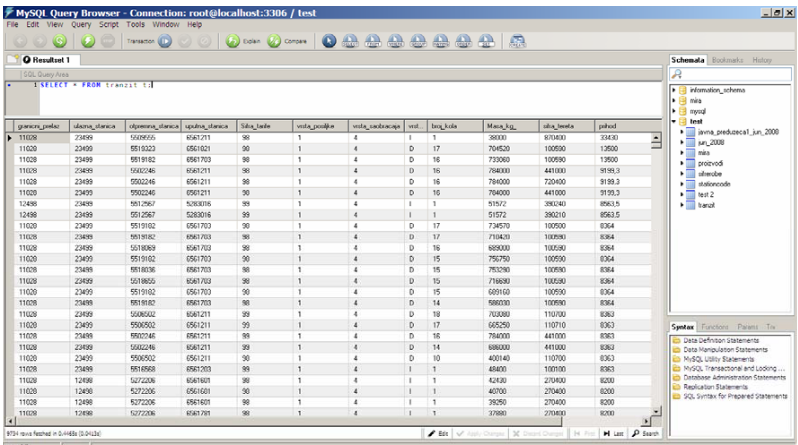 MySQL Query Browser - Connection: root@localhost:3306 / test
File Edit View Query Script Tools Window Help
Transaction Explain Compare
Resultset 1
SQL Query Area
1 SELECT * FROM tranzit t;
granicni_prelaz ulazna_stanica otpremna_stanica uputna_stanica Sifra_tarife vrsta_posiljke vrsta_saobracaja vrst... broj_kola Masa_kg_ sifra_tereta prihod
11028 23499 5509555 6561211 98 1 4 I 1 38000 870400 33430
11028 23499 5519323 6561021 98 1 4 D 17 704520 100590 13500
11028 23499 5519182 6561703 98 1 4 D 16 733060 100590 13500
11028 23499 5502246 6561211 98 1 4 D 16 784000 441000 9199,3
11028 23499 5502246 6561211 98 1 4 D 16 784000 720400 9199,3
11028 23499 5502246 6561211 98 1 4 D 16 784000 441000 9199,3
12498 23499 5512567 5283016 99 1 4 I 1 51572 390240 8563,5
12498 23499 5512567 5283016 99 1 4 I 1 51572 390210 8563,5
11028 23499 5519182 6561703 98 1 4 D 17 734570 100500 8364
11028 23499 5519182 6561703 98 1 4 D 17 710420 100590 8364
11028 23499 5518069 6561703 98 1 4 D 16 689000 100590 8364
11028 23499 5519182 6561703 98 1 4 D 15 756750 100590 8364
11028 23499 5518036 6561703 98 1 4 D 15 753290 100590 8364
11028 23499 5518655 6561703 98 1 4 D 15 716690 100590 8364
11028 23499 5519182 6561703 98 1 4 D 15 689160 100590 8364
11028 23499 5519182 6561703 98 1 4 D 14 586030 100590 8364
11028 23499 5506502 6561211 99 1 4 D 18 703080 110700 8363
11028 23499 5506502 6561211 99 1 4 D 17 665250 110710 8363
11028 23499 5502246 6561211 90 1 4 D 16 784000 441000 8363
11028 23499 5502246 6561211 90 1 4 D 14 686000 441000 8363
11028 23499 5506502 6561211 90 1 4 D 10 400140 110700 8363
11028 23499 5518568 6561203 99 1 4 I 1 48400 100100 8363
11028 12498 5272206 6561601 98 1 4 I 1 42430 270400 8200
11028 12498 5272206 6561601 98 1 4 I 1 40700 270400 8200
11028 12498 5272206 6561601 90 1 4 I 1 39250 270400 8200
11028 12498 5272206 6561781 98 1 4 I 1 37880 270400 8200
9734 rows fetched in 0,4468s (0,0413s)
Edit Apply Changes Discard Changes First Last Search
Schemata Bookmarks History
information_schema
mira
mysql
test
javna_preduzeca1_jun_2008
jun_2008
mira
proizvodi
sifrerobe
stationcode
test 2
tranzit
Syntax Functions Params Trx
Data Definition Statements
Data Manipulation Statements
MySQL Utility Statements
MySQL Transactional and Locking ...
Database Administration Statements
Replication Statements
SQL Syntax for Prepared Statements